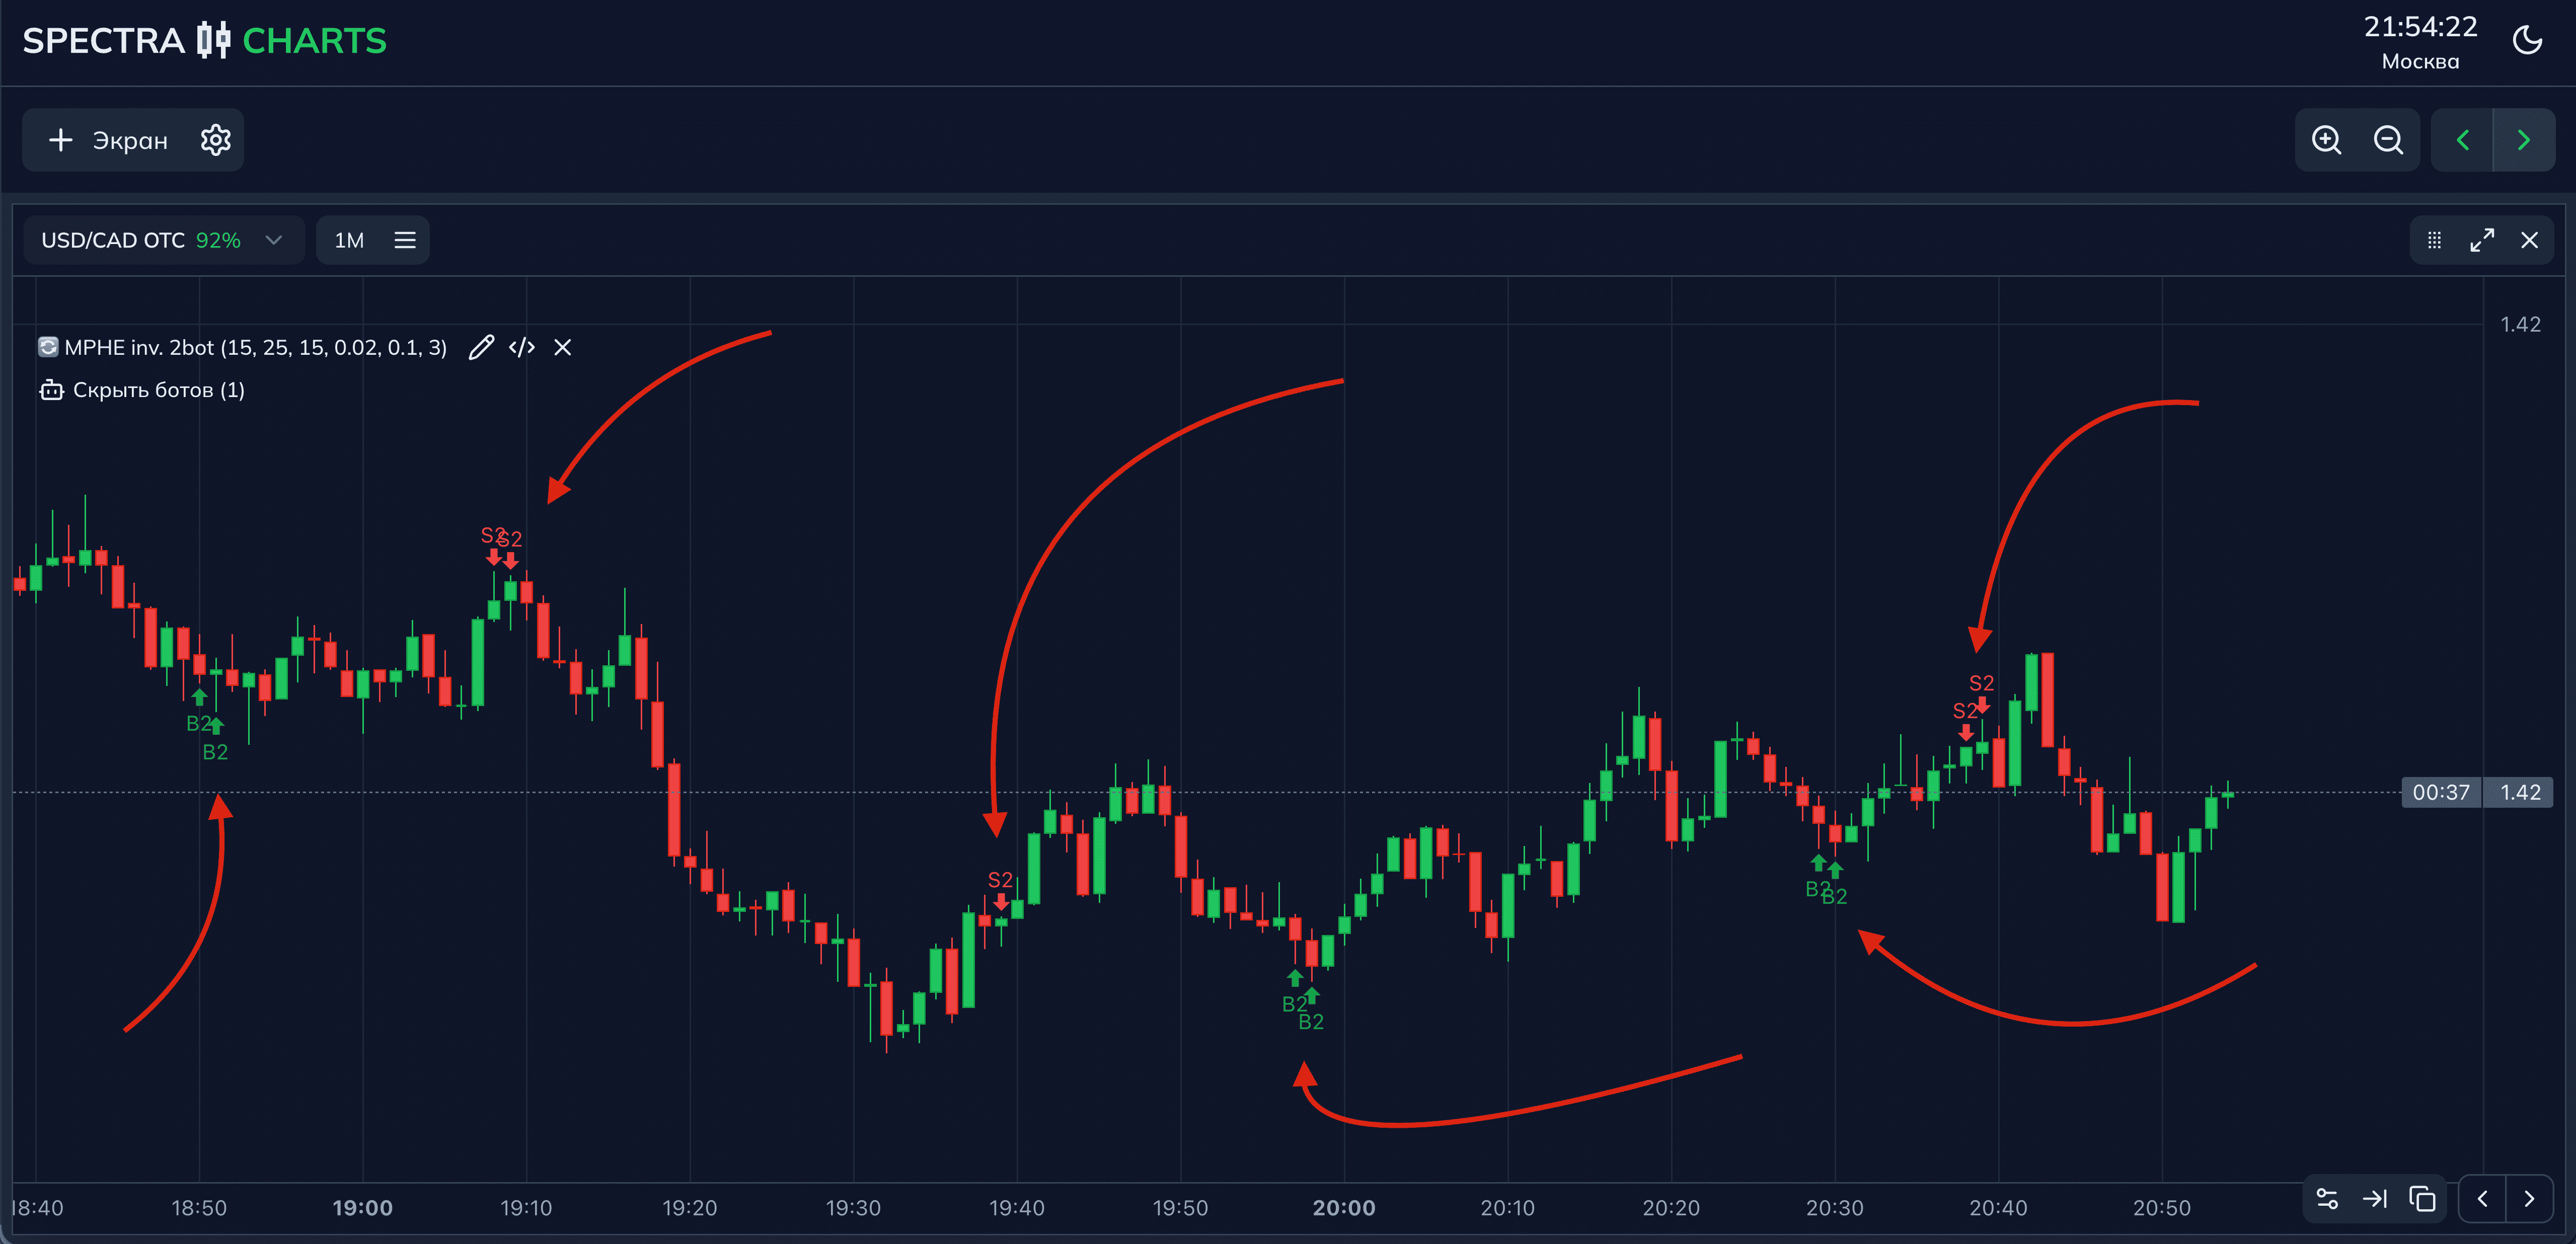 SPECTRA CHARTS
21:54:22
Москва
Экран
USD/CAD OTC 92%
1M
1.42
MPHE inv. 2bot (15, 25, 15, 0.02, 0.1, 3)
Скрыть ботов (1)
S2 S2
S2
S2
B2
B2
00:37 1.42
S2
B2 B2
B2
B2
18:40 18:50 19:00 19:10 19:20 19:30 19:40 19:50 20:00 20:10 20:20 20:30 20:40 20:50